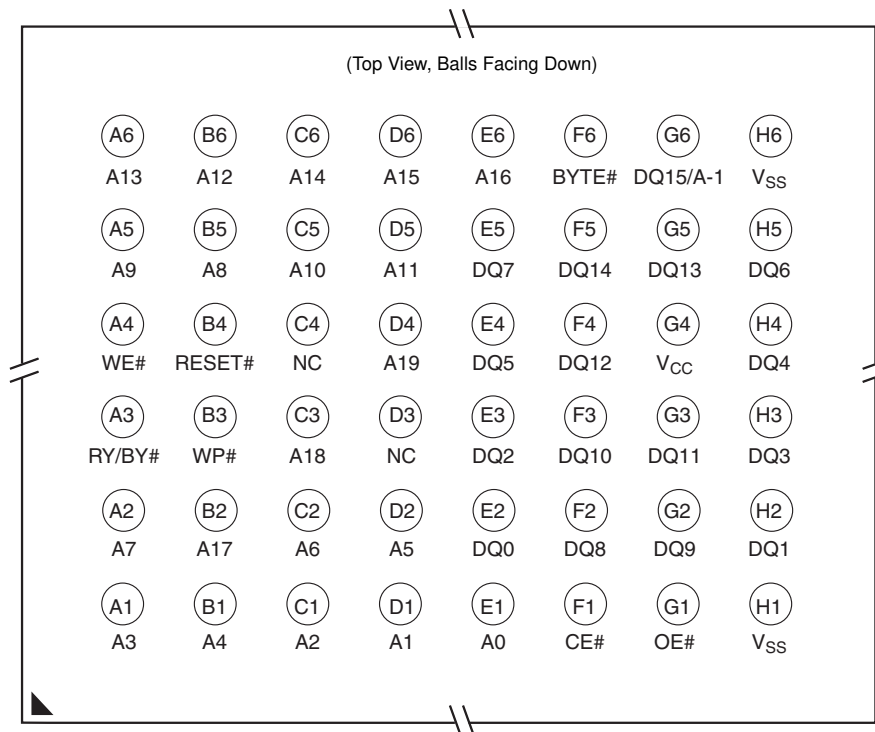 (Top View, Balls Facing Down)
A6 B6 C6 D6 E6 F6 G6 H6
A13 A12 A14 A15 A16 BYTE# DQ15/A-1 VSS
A5 B5 C5 D5 E5 F5 G5 H5
A9 A8 A10 A11 DQ7 DQ14 DQ13 DQ6
A4 B4 C4 D4 E4 F4 G4 H4
WE# RESET# NC A19 DQ5 DQ12 VCC DQ4
A3 B3 C3 D3 E3 F3 G3 H3
RY/BY# WP# A18 NC DQ2 DQ10 DQ11 DQ3
A2 B2 C2 D2 E2 F2 G2 H2
A7 A17 A6 A5 DQ0 DQ8 DQ9 DQ1
A1 B1 C1 D1 E1 F1 G1 H1
A3 A4 A2 A1 A0 CE# OE# VSS